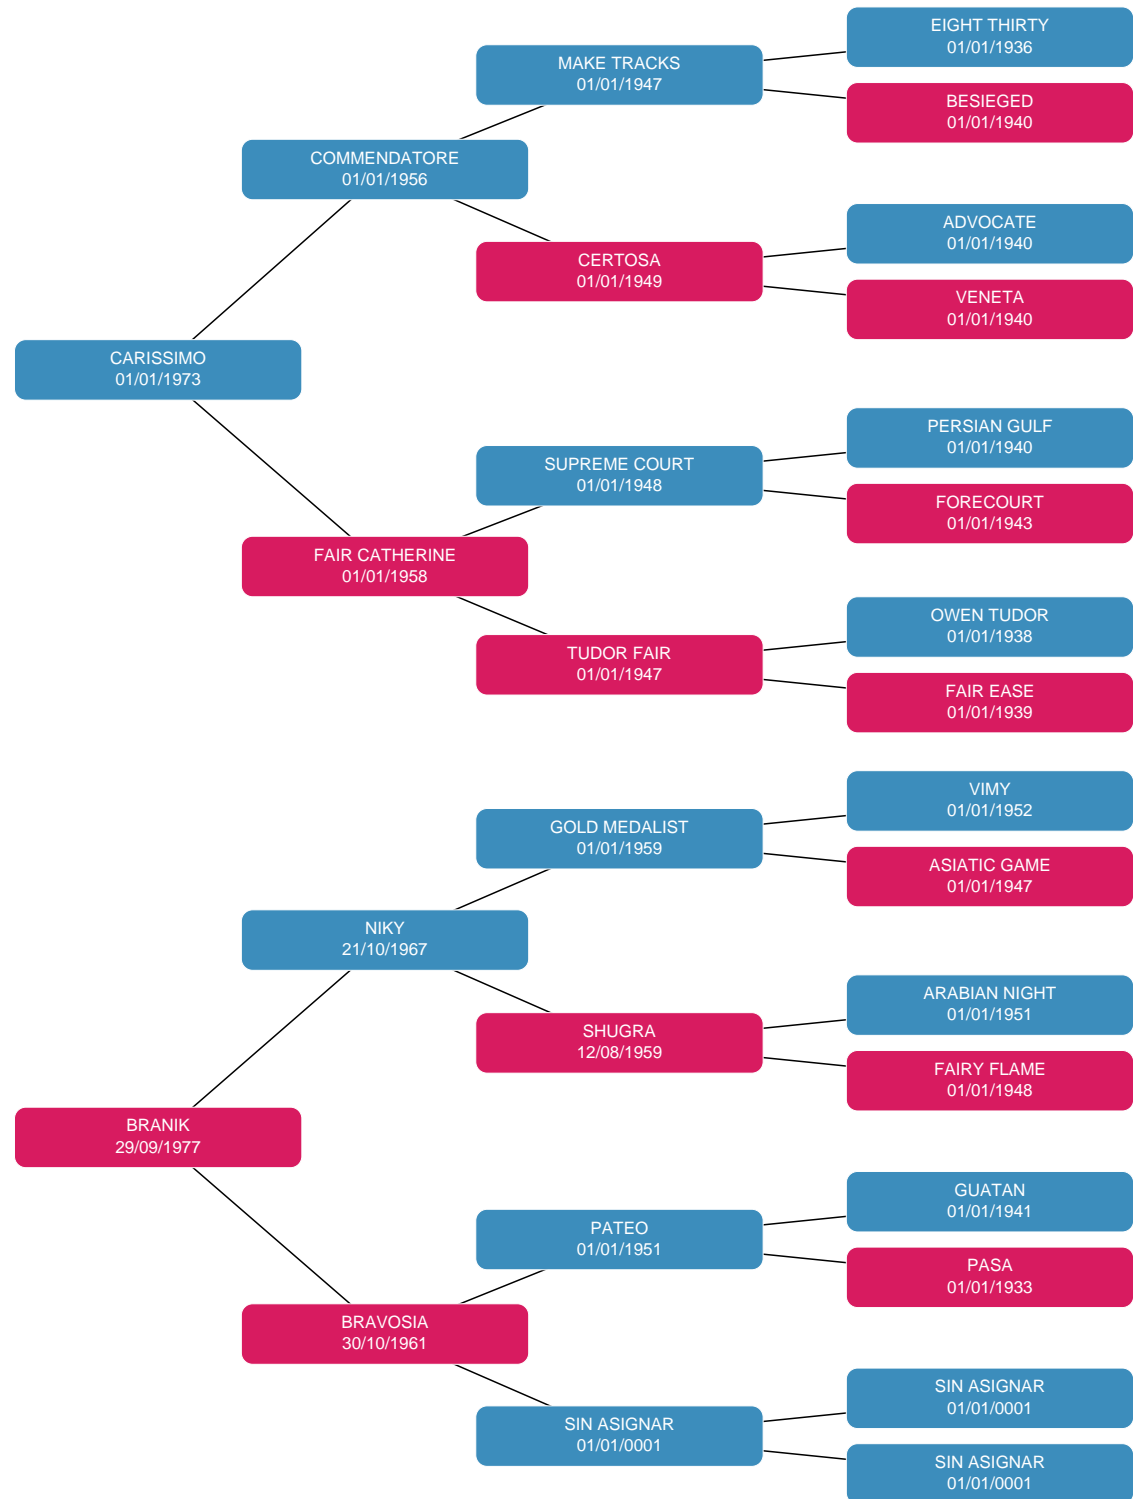 EIGHT THIRTY
01/01/1936
MAKE TRACKS
01/01/1947
BESIEGED
01/01/1940
COMMENDATORE
01/01/1956
ADVOCATE
01/01/1940
CERTOSA
01/01/1949
VENETA
01/01/1940
CARISSIMO
01/01/1973
PERSIAN GULF
01/01/1940
SUPREME COURT
01/01/1948
FORECOURT
01/01/1943
FAIR CATHERINE
01/01/1958
OWEN TUDOR
01/01/1938
TUDOR FAIR
01/01/1947
FAIR EASE
01/01/1939
VIMY
01/01/1952
GOLD MEDALIST
01/01/1959
ASIATIC GAME
01/01/1947
NIKY
21/10/1967
ARABIAN NIGHT
01/01/1951
SHUGRA
12/08/1959
FAIRY FLAME
01/01/1948
BRANIK
29/09/1977
GUATAN
01/01/1941
PATEO
01/01/1951
PASA
01/01/1933
BRAVOSIA
30/10/1961
SIN ASIGNAR
01/01/0001
SIN ASIGNAR
01/01/0001
SIN ASIGNAR
01/01/0001